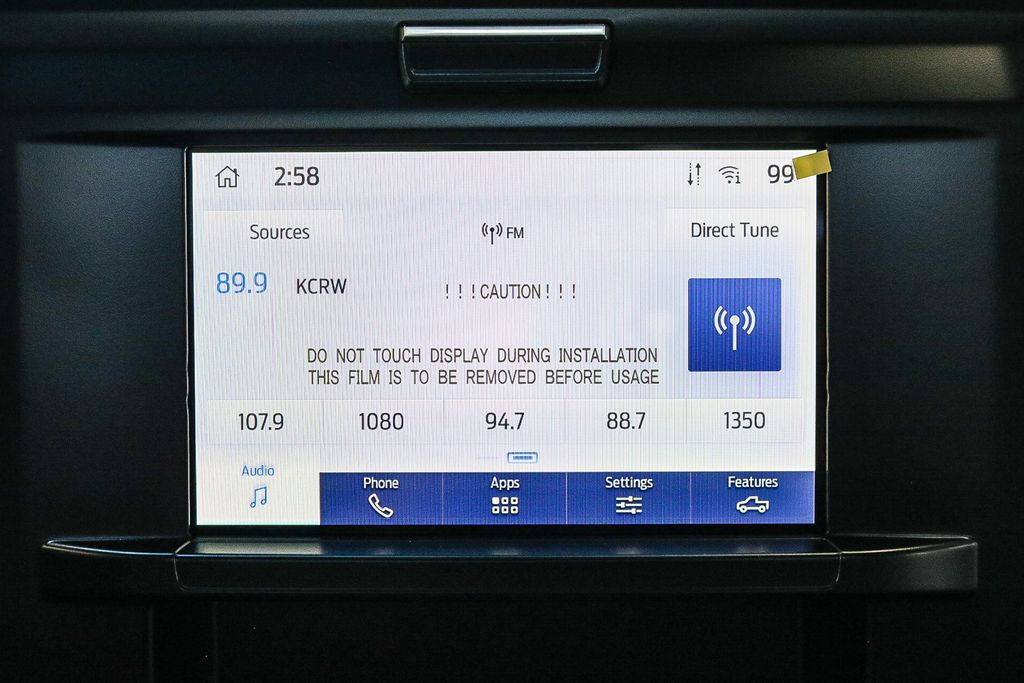 2:58 99
Sources FM Direct Tune
89.9 KCRW
! ! ! CAUTION ! ! !
DO NOT TOUCH DISPLAY DURING INSTALLATION
THIS FILM IS TO BE REMOVED BEFORE USAGE
107.9 1080 94.7 88.7 1350
Audio Phone Apps Settings Features